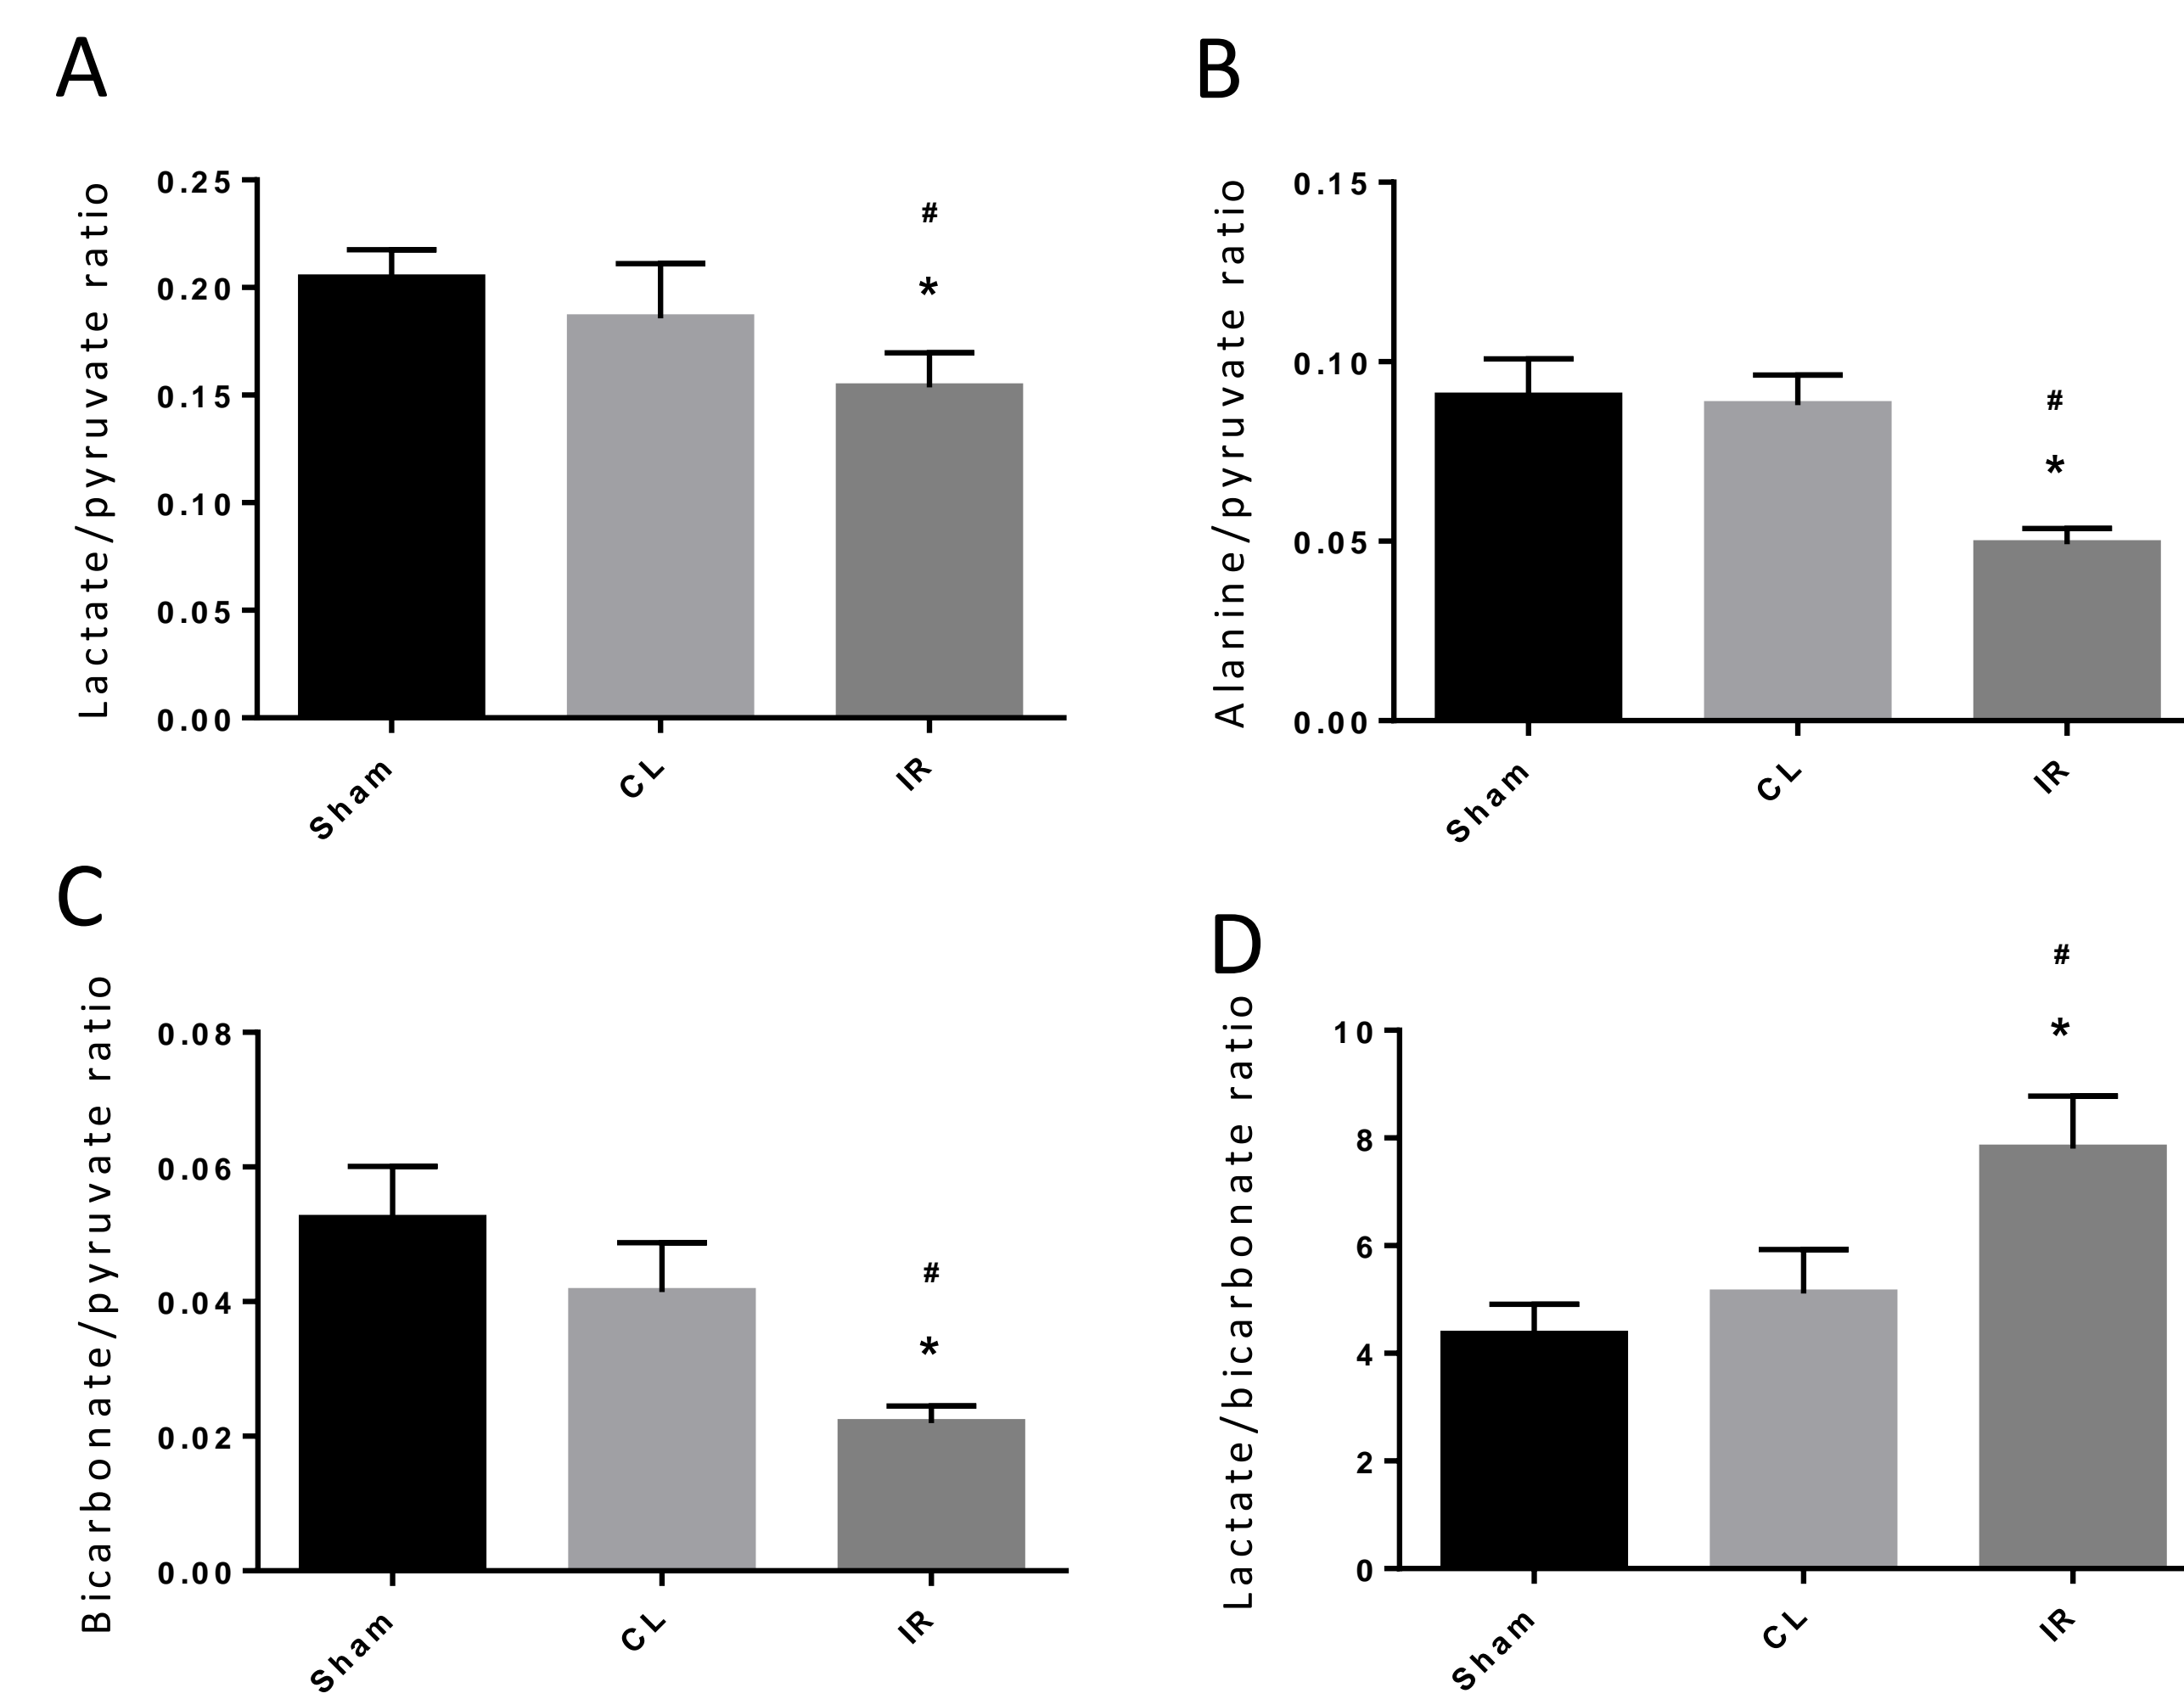 A
Lactate/pyruvate ratio
0.25
0.20
0.15
0.10
0.05
0.00
#
*
Sham
CL
IR
B
Alanine/pyruvate ratio
0.15
0.10
0.05
0.00
#
*
Sham
CL
IR
C
Bicarbonate/pyruvate ratio
0.08
0.06
0.04
0.02
0.00
#
*
Sham
CL
IR
D
Lactate/bicarbonate ratio
10
8
6
4
2
0
#
*
Sham
CL
IR